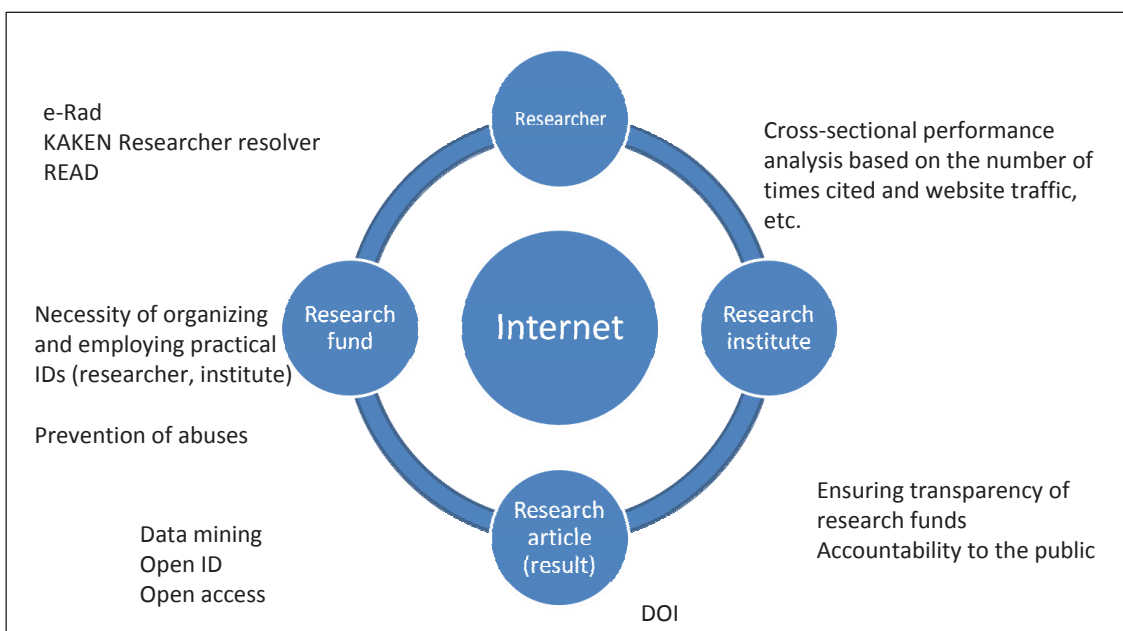 Researcher
e-Rad
KAKEN Researcher resolver
READ
Cross-sectional performance
analysis based on the number of
times cited and website traffic,
etc.
Research
fund
Internet
Research
institute
Necessity of organizing
and employing practical
IDs (researcher, institute)
Prevention of abuses
Research
article
(result)
Ensuring transparency of
research funds
Accountability to the public
Data mining
Open ID
Open access
DOI